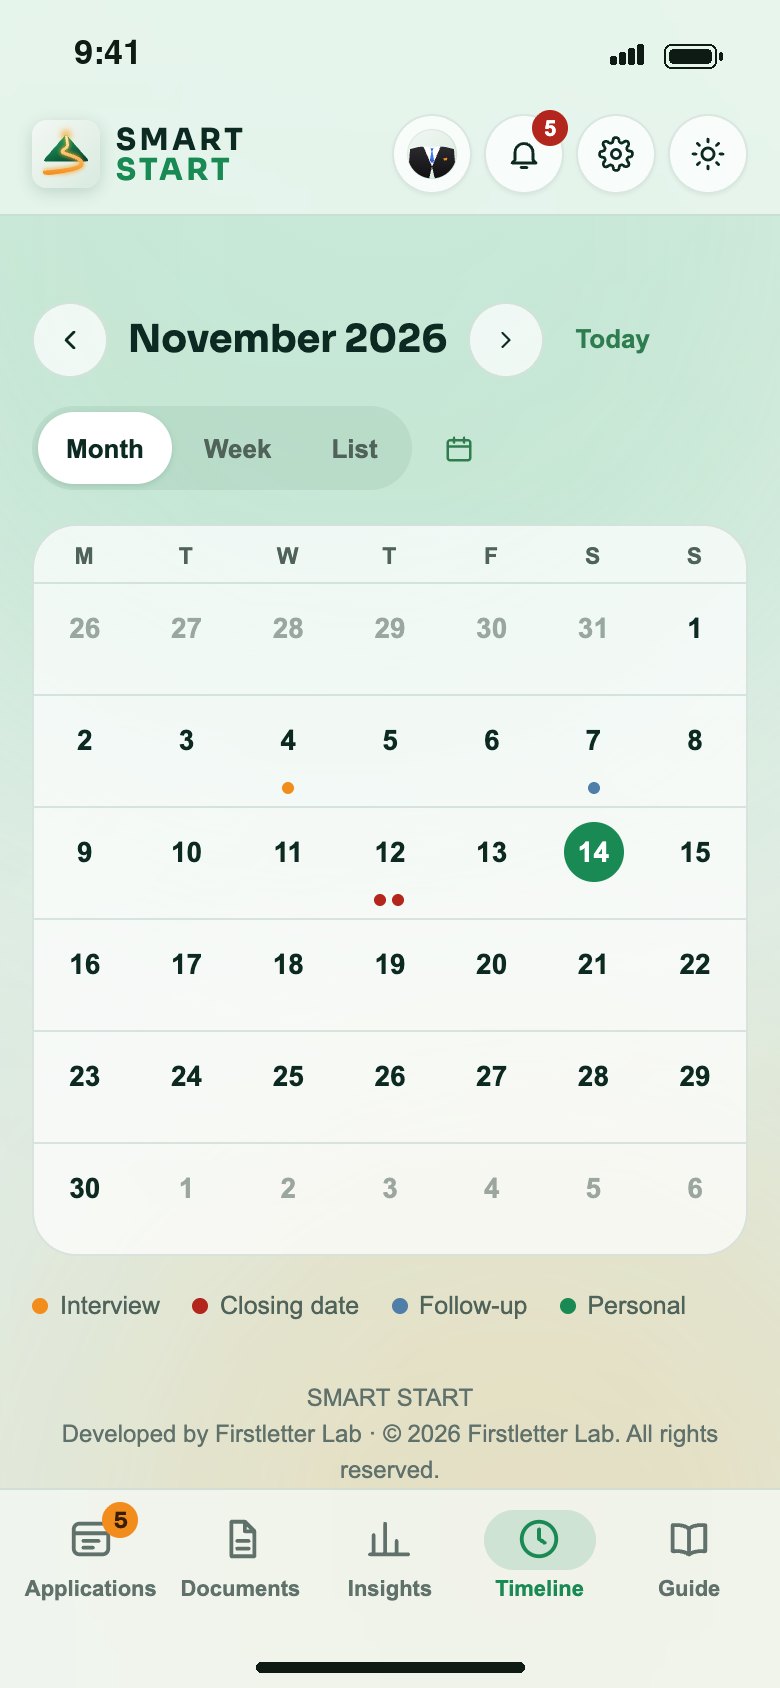 9:41
SMART
START
5
November 2026
Today
Month Week List
M T W T F S S
26 27 28 29 30 31 1
2 3 4 5 6 7 8
9 10 11 12 13 14 15
16 17 18 19 20 21 22
23 24 25 26 27 28 29
30 1 2 3 4 5 6
Interview Closing date Follow-up Personal
SMART START
Developed by Firstletter Lab · © 2026 Firstletter Lab. All rights
reserved.
5
Applications Documents Insights Timeline Guide